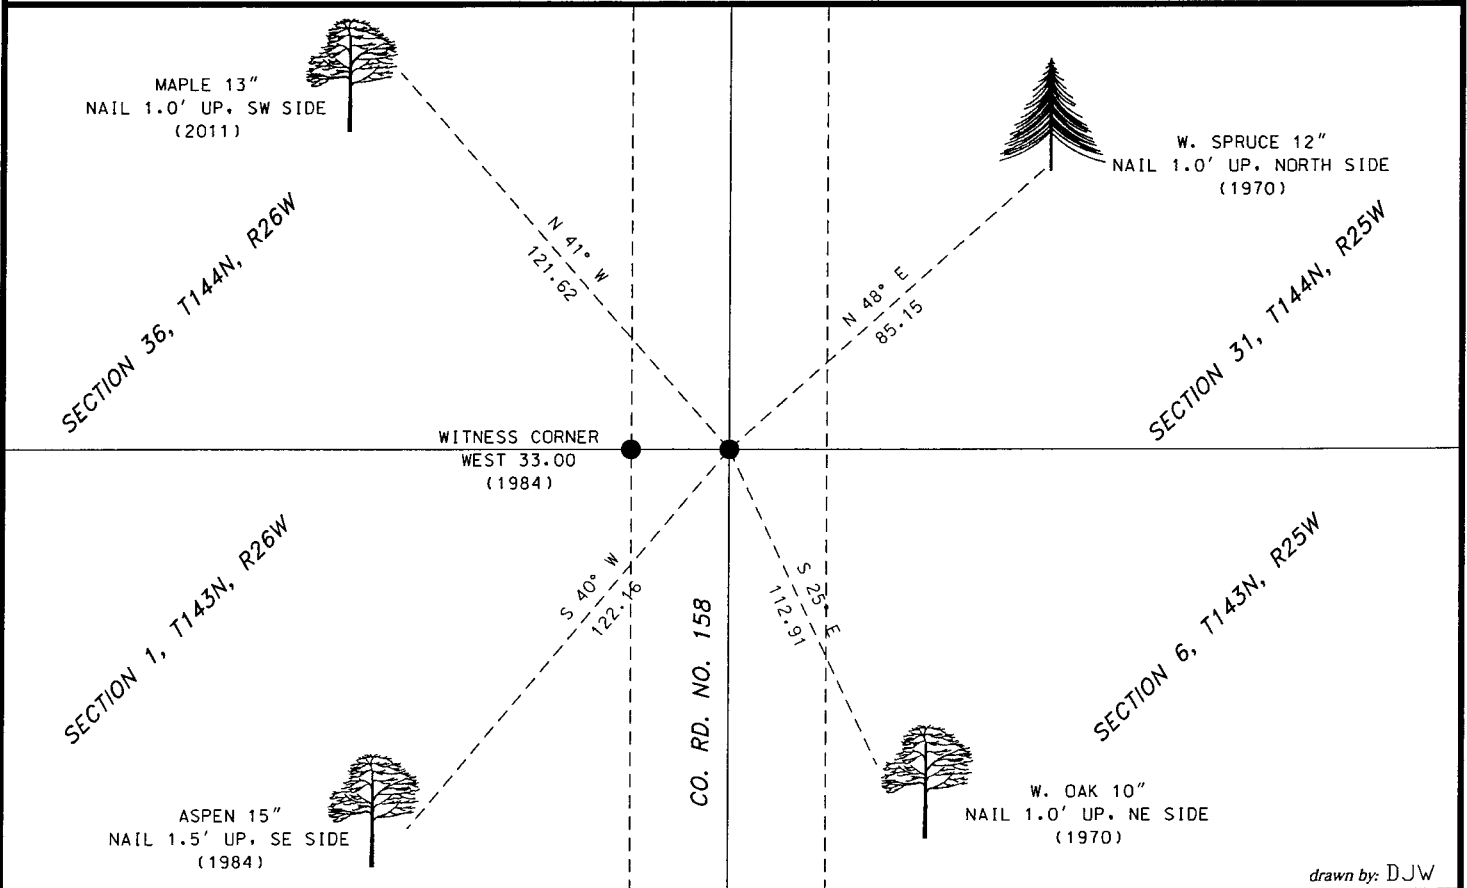 MAPLE 13"
NAIL 1.0' UP, SW SIDE
(2011)
W. SPRUCE 12"
NAIL 1.0' UP, NORTH SIDE
(1970)
SECTION 36, T144N, R26W
N 41° W
121.62
N 48° E
85.15
SECTION 31, T144N, R25W
WITNESS CORNER
WEST 33.00
(1984)
SECTION 1, T143N, R26W
S 40° W
122.16
CO. RD. NO. 158
S 25° E
112.91
SECTION 6, T143N, R25W
ASPEN 15"
NAIL 1.5' UP, SE SIDE
(1984)
W. OAK 10"
NAIL 1.0' UP, NE SIDE
(1970)
drawn by: DJW